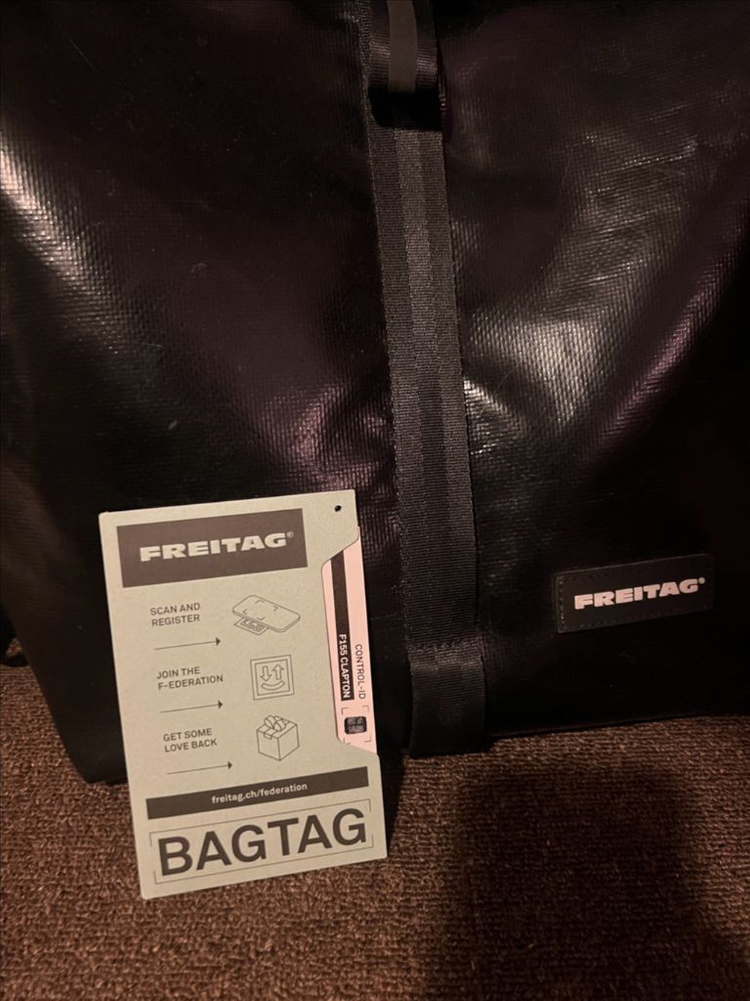 FREITAG®
SCAN AND
REGISTER
JOIN THE
F-EDERATION
GET SOME
LOVE BACK
freitag.ch/federation
BAGTAG
CONTROL-ID
F155 CLAPTON
FREITAG®